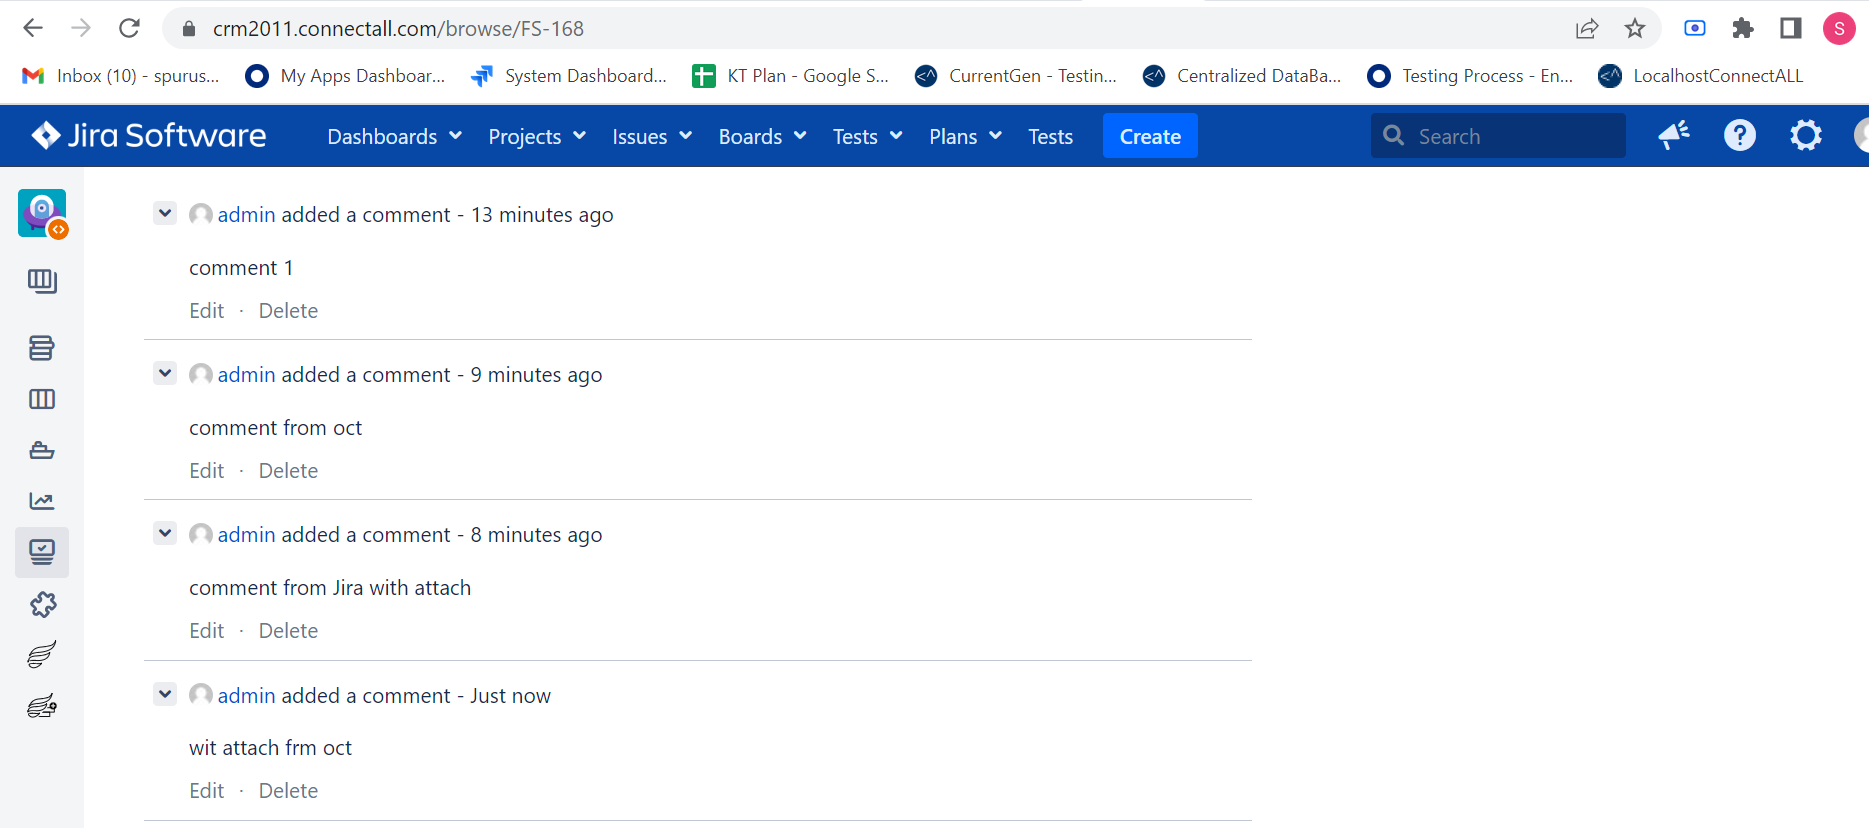 crm2011.connectall.com/browse/FS-168
S
Inbox (10) - spurus...
My Apps Dashboar...
System Dashboard...
KT Plan - Google S...
CurrentGen - Testin...
Centralized DataBa...
Testing Process - En...
LocalhostConnectALL
Jira Software
Dashboards
Projects
Issues
Boards
Tests
Plans
Tests
Create
Search
admin added a comment - 13 minutes ago
comment 1
Edit · Delete
admin added a comment - 9 minutes ago
comment from oct
Edit · Delete
admin added a comment - 8 minutes ago
comment from Jira with attach
Edit · Delete
admin added a comment - Just now
wit attach frm oct
Edit · Delete